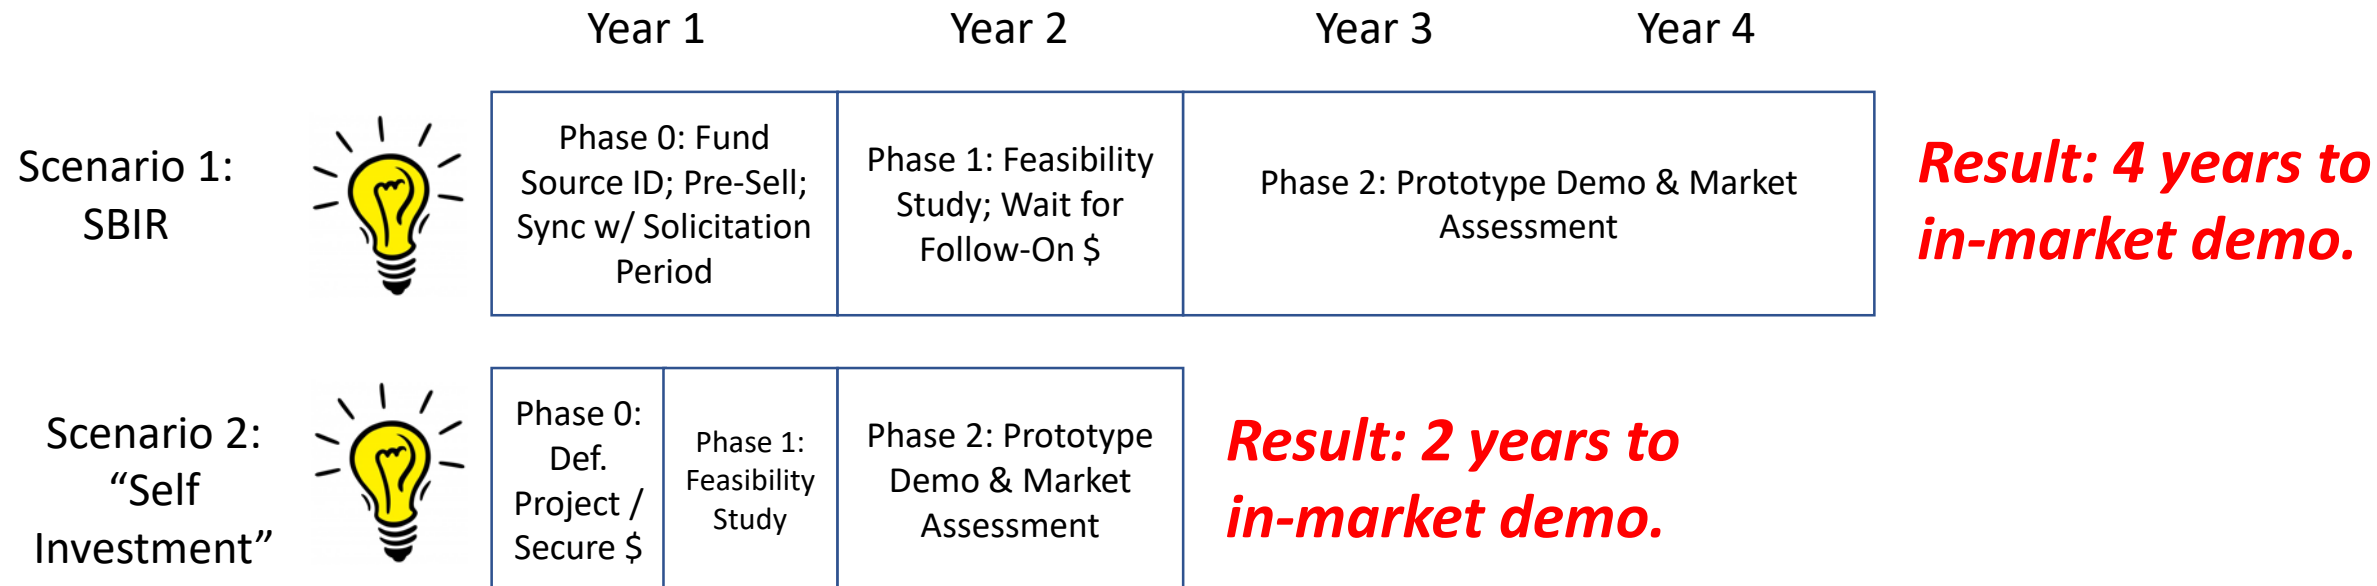 Year 1 Year 2 Year 3 Year 4
Scenario 1:
SBIR
Phase 0: Fund
Source ID; Pre-Sell;
Sync w/ Solicitation
Period
Phase 1: Feasibility
Study; Wait for
Follow-On $
Phase 2: Prototype Demo & Market
Assessment
Result: 4 years to
in-market demo.
Scenario 2:
“Self
Investment”
Phase 0:
Def.
Project /
Secure $
Phase 1:
Feasibility
Study
Phase 2: Prototype
Demo & Market
Assessment
Result: 2 years to
in-market demo.